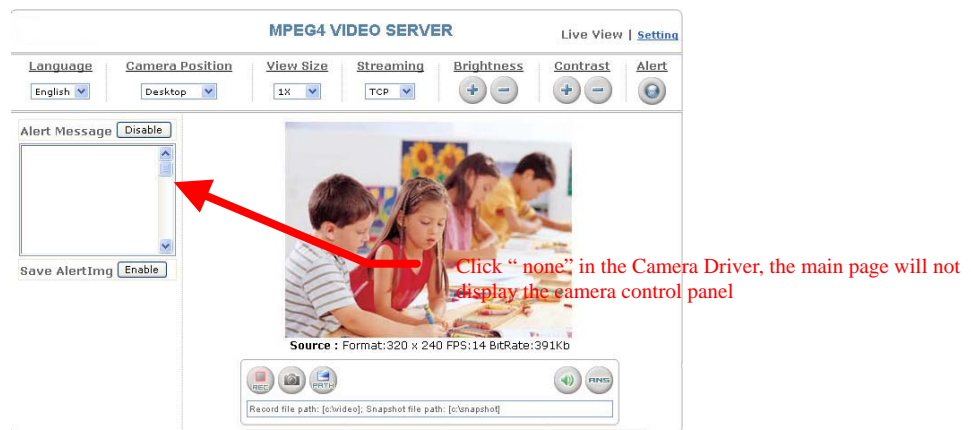 MPEG4 VIDEO SERVER
Live View | Setting
Language Camera Position View Size Streaming Brightness Contrast Alert
English Desktop 1X TCP
Alert Message Disable
Save AlertImg Enable
Click “ none” in the Camera Driver, the main page will not
display the camera control panel
Source : Format:320 x 240 FPS:14 BitRate:391Kb
REC PATH ANS
Record file path: [c:\video]; Snapshot file path: [c:\snapshot]